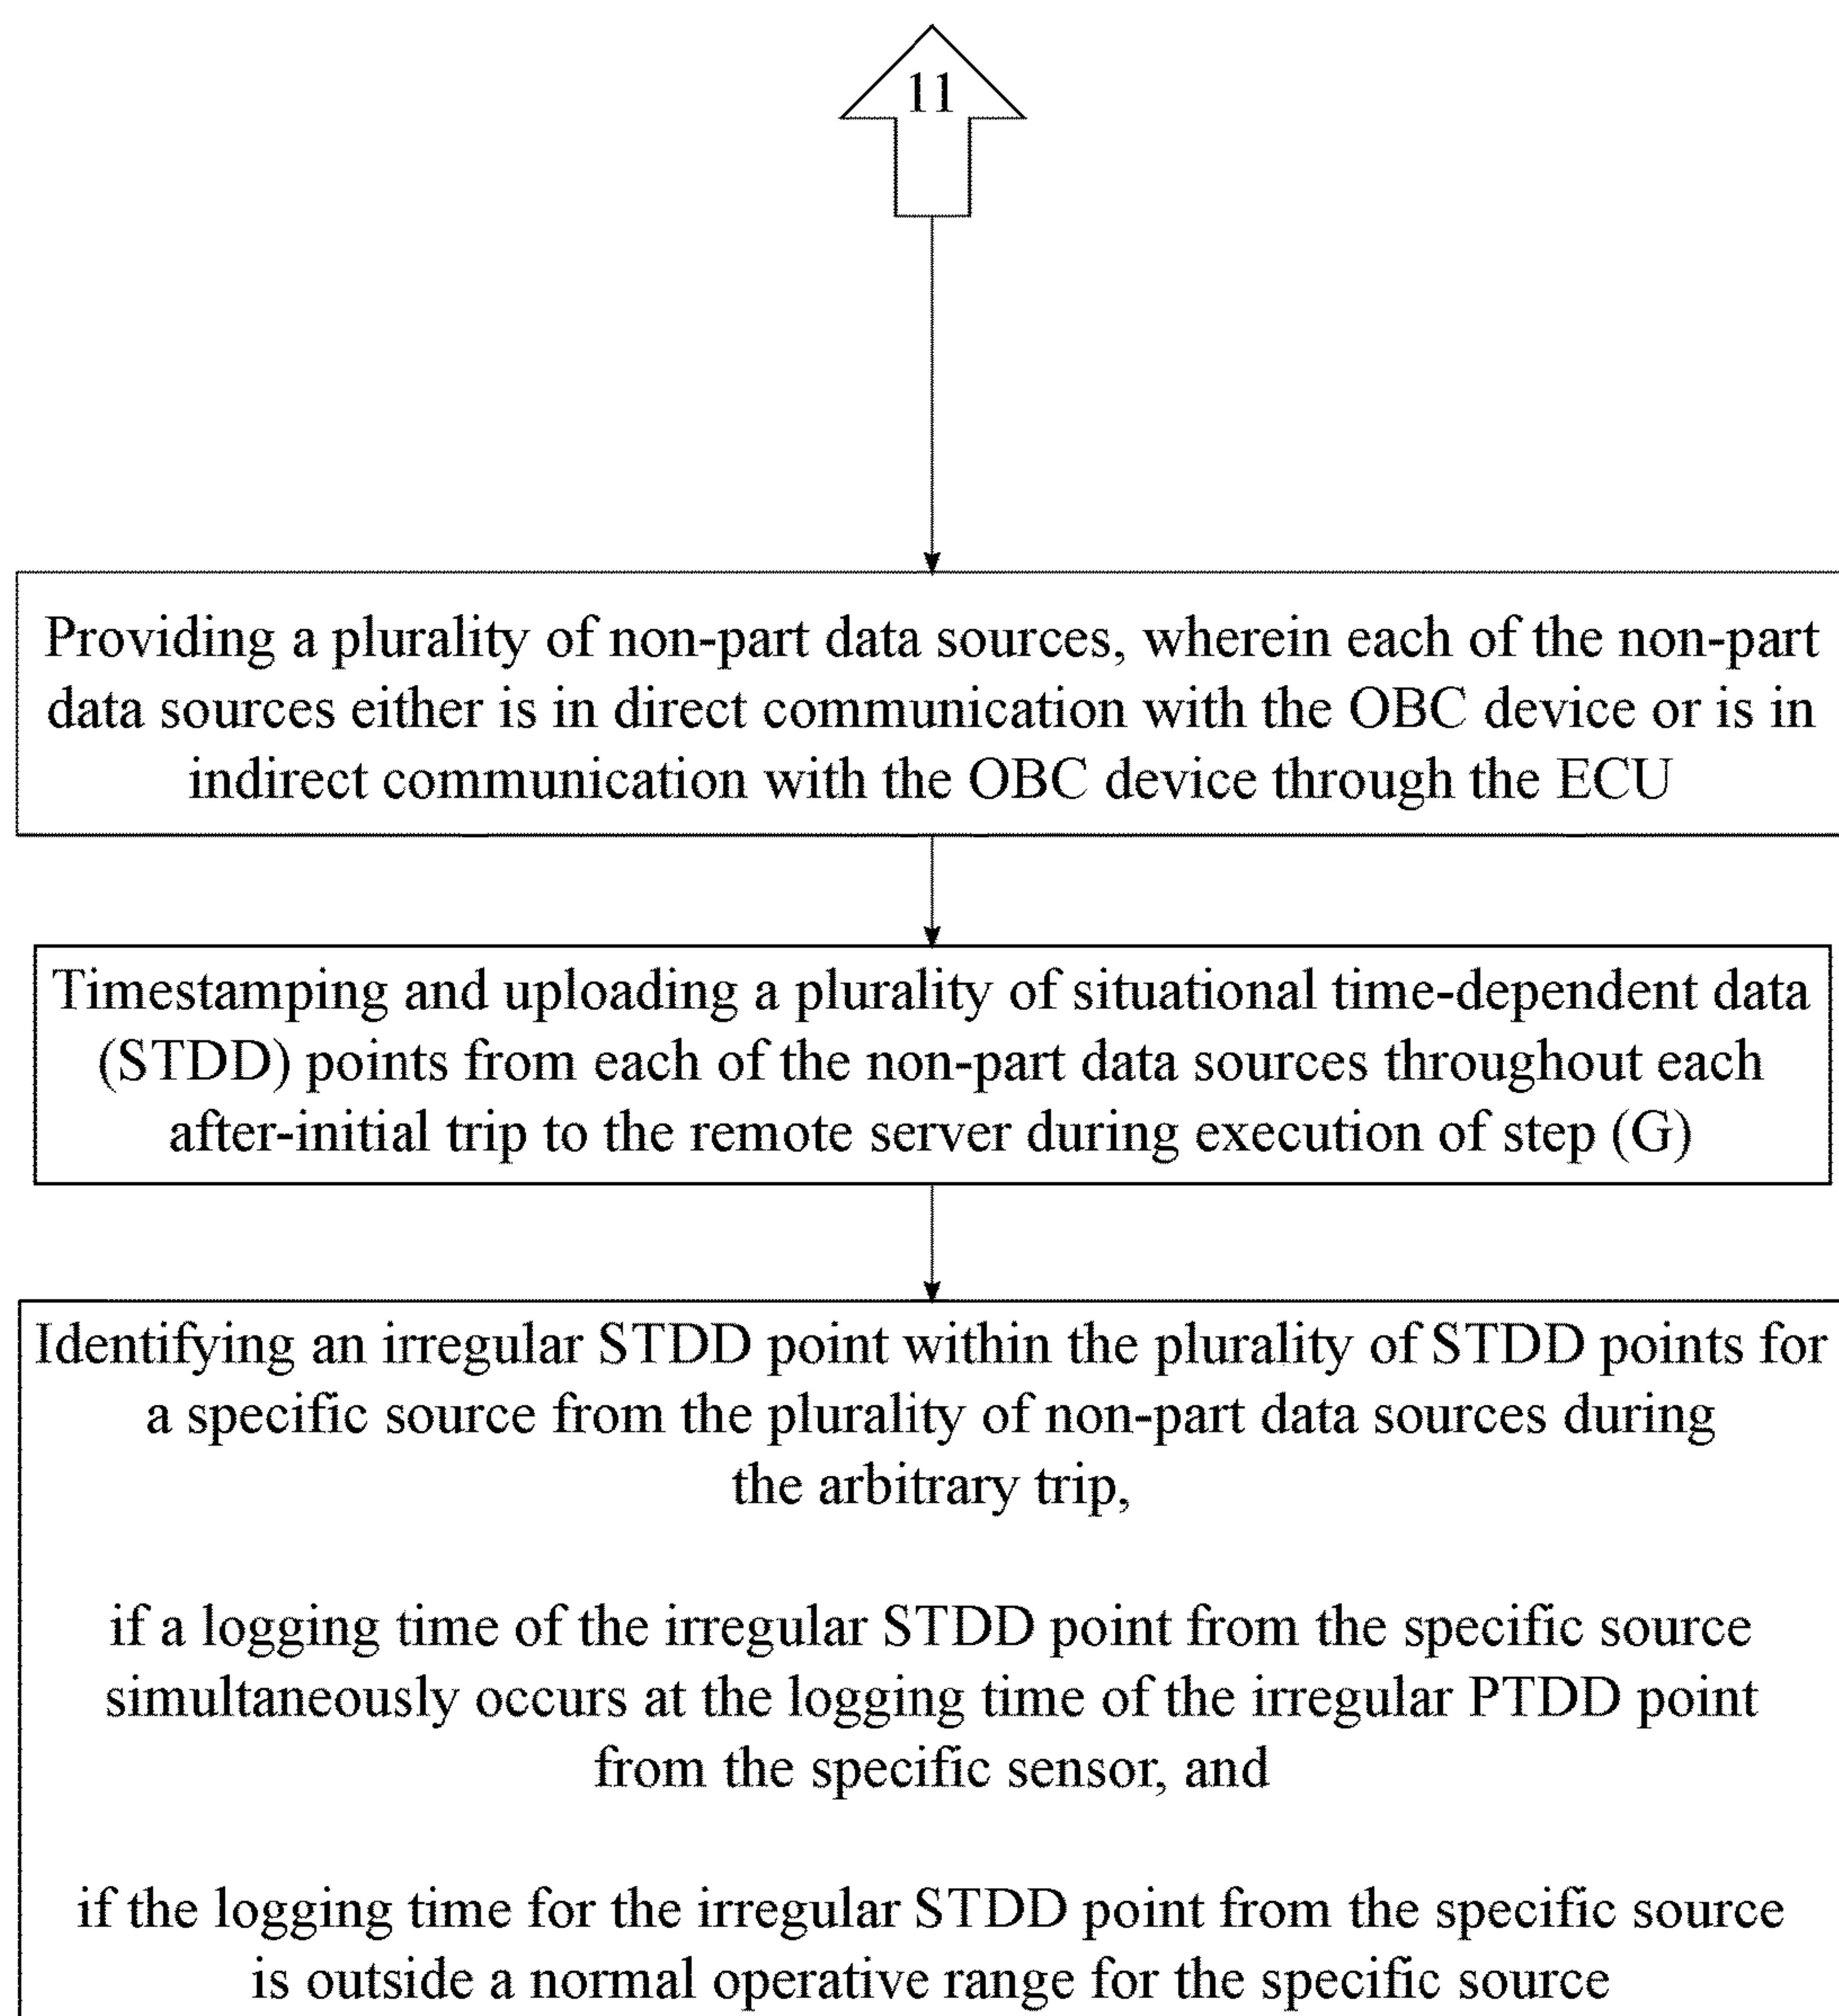 11
Providing a plurality of non-part data sources, wherein each of the non-part
data sources either is in direct communication with the OBC device or is in
indirect communication with the OBC device through the ECU
Timestamping and uploading a plurality of situational time-dependent data
(STDD) points from each of the non-part data sources throughout each
after-initial trip to the remote server during execution of step (G)
Identifying an irregular STDD point within the plurality of STDD points for
a specific source from the plurality of non-part data sources during
the arbitrary trip,
if a logging time of the irregular STDD point from the specific source
simultaneously occurs at the logging time of the irregular PTDD point
from the specific sensor, and
if the logging time for the irregular STDD point from the specific source
is outside a normal operative range for the specific source